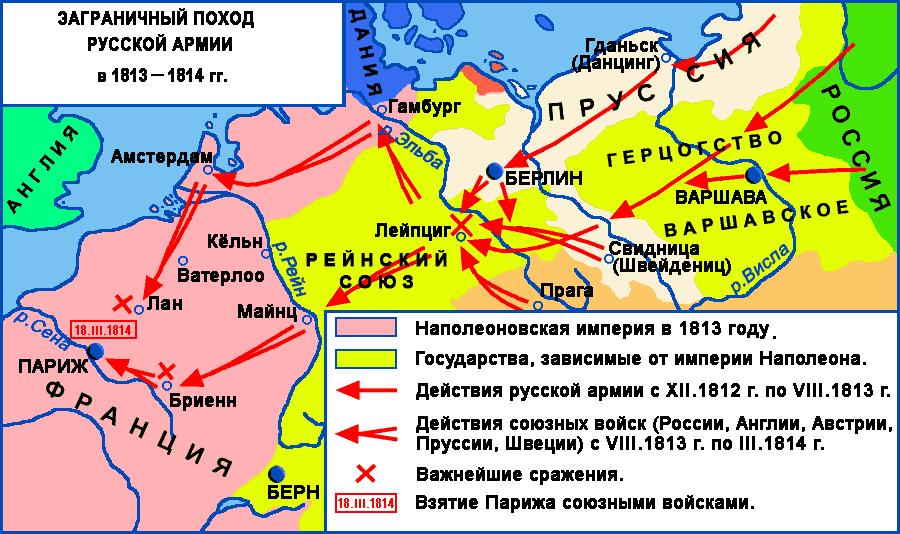 ЗАГРАНИЧНЫЙ ПОХОД
РУССКОЙ АРМИИ
в 1813 – 1814 гг.
ДАНИЯ
Гданьск
(Данцинг)
ПРУССИЯ
РОССИЯ
Гамбург
р.Эльба
АНГЛИЯ
Амстердам
ГЕРЦОГСТВО
БЕРЛИН
ВАРШАВА
ВАРШАВСКОЕ
Лейпциг
Кёльн
р.Рейн
РЕЙНСКИЙ
СОЮЗ
Свидница
(Швейдениц)
р.Висла
Ватерлоо
Прага
Лан
Майнц
р.Сена
18.III.1814
ПАРИЖ
Бриенн
ФРАНЦИЯ
БЕРН
Наполеоновская империя в 1813 году.
Государства, зависимые от империи Наполеона.
Действия русской армии с XII.1812 г. по VIII.1813 г.
Действия союзных войск (России, Англии, Австрии,
Пруссии, Швеции) с VIII.1813 г. по III.1814 г.
Важнейшие сражения.
18.III.1814
Взятие Парижа союзными войсками.